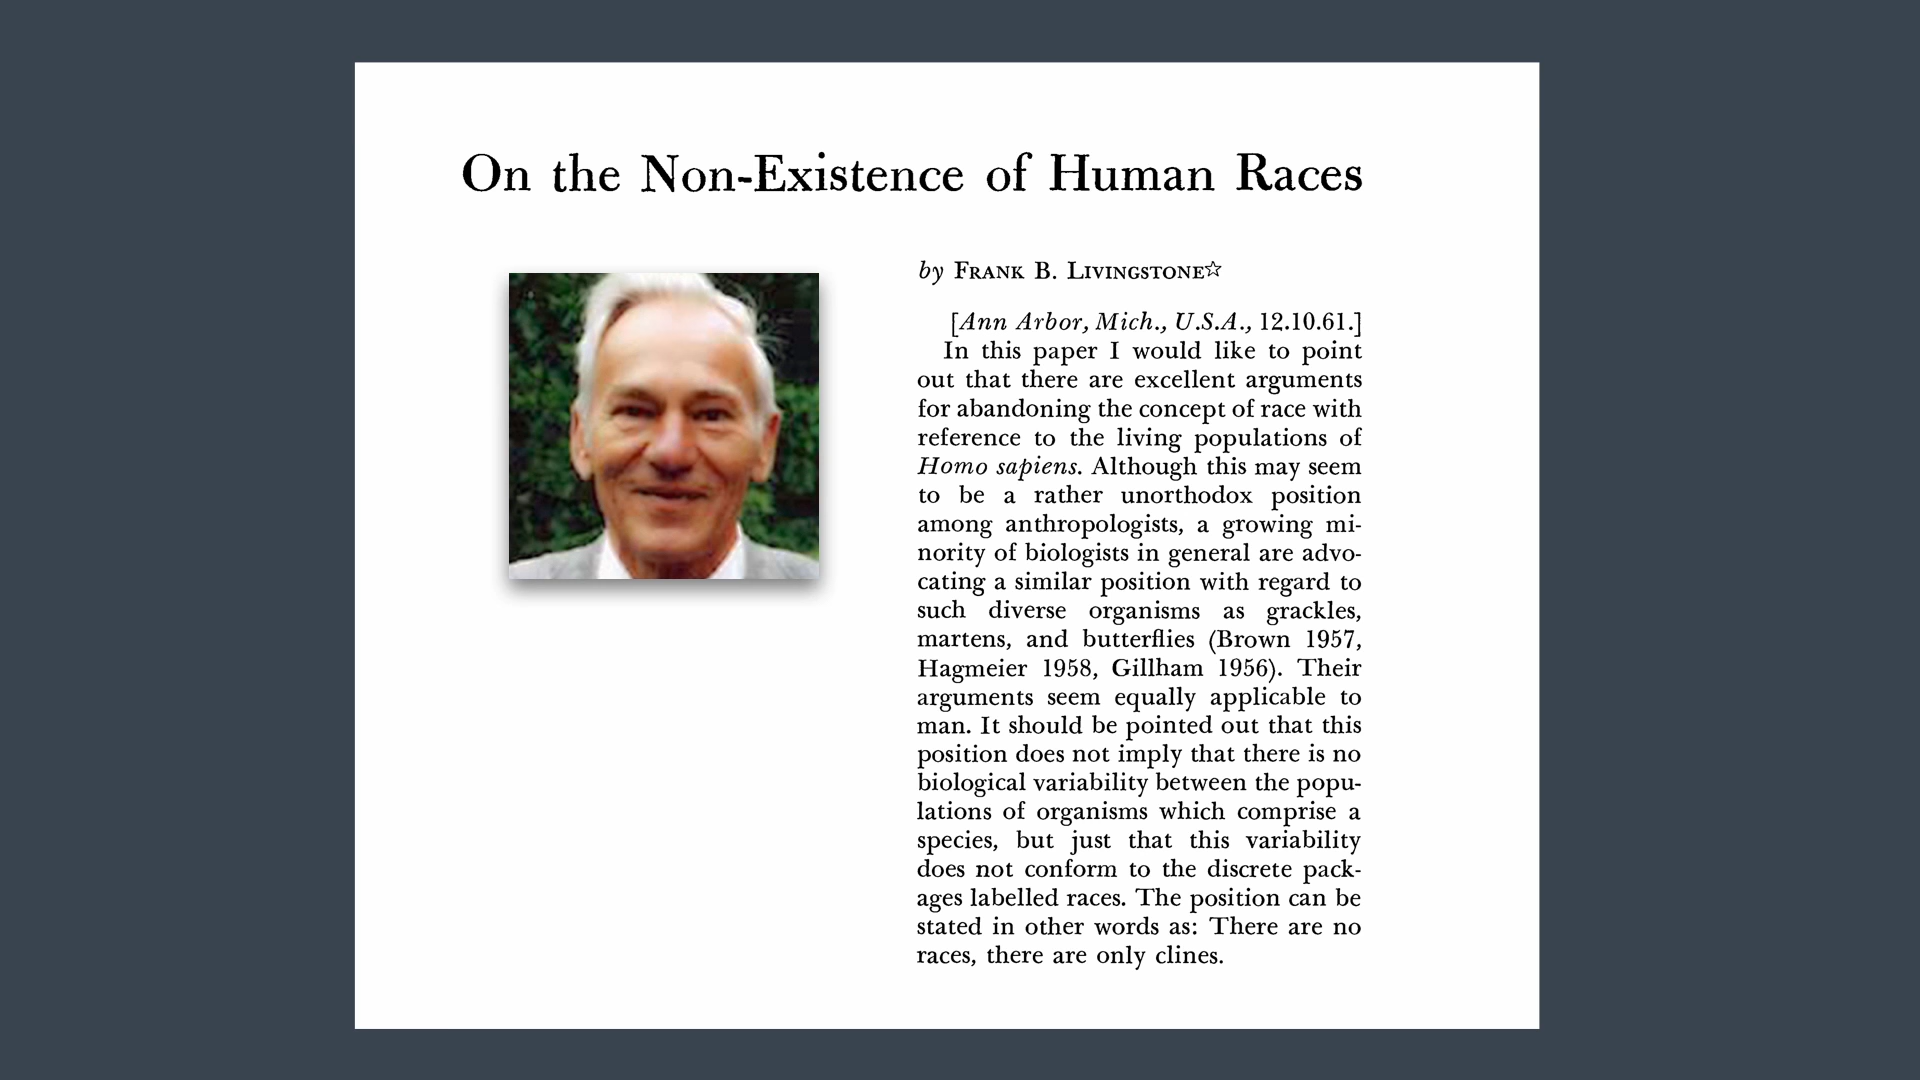 On the Non-Existence of Human Races
by FRANK B. LIVINGSTONE☆
[Ann Arbor, Mich., U.S.A., 12.10.61.]
In this paper I would like to point
out that there are excellent arguments
for abandoning the concept of race with
reference to the living populations of
Homo sapiens. Although this may seem
to be a rather unorthodox position
among anthropologists, a growing mi-
nority of biologists in general are advo-
cating a similar position with regard to
such diverse organisms as grackles,
martens, and butterflies (Brown 1957,
Hagmeier 1958, Gillham 1956). Their
arguments seem equally applicable to
man. It should be pointed out that this
position does not imply that there is no
biological variability between the popu-
lations of organisms which comprise a
species, but just that this variability
does not conform to the discrete pack-
ages labelled races. The position can be
stated in other words as: There are no
races, there are only clines.